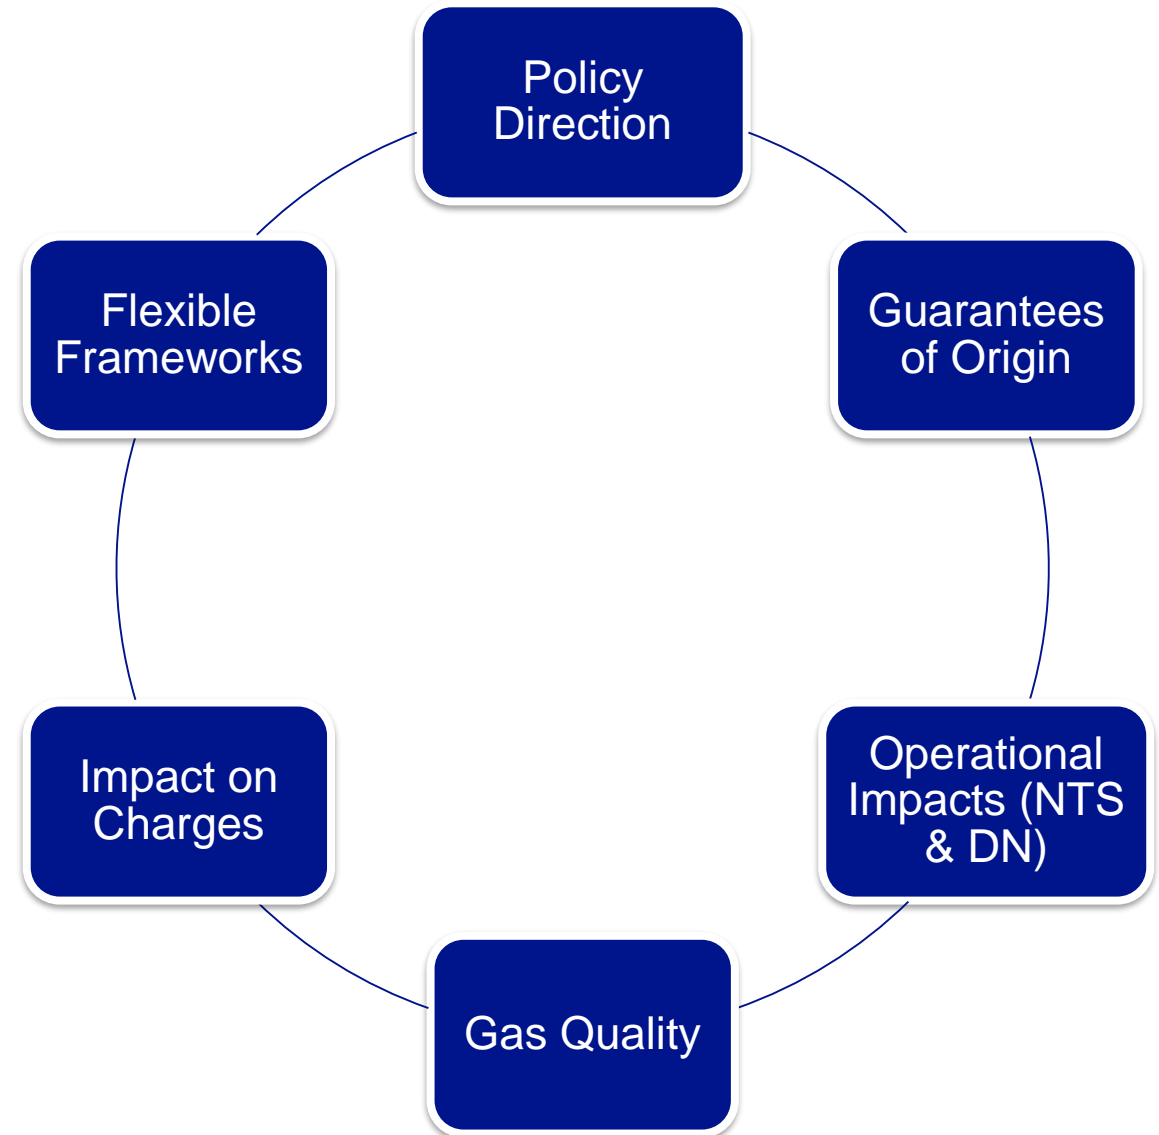 Policy
Direction
Guarantees
of Origin
Operational
Impacts (NTS
& DN)
Gas Quality
Impact on
Charges
Flexible
Frameworks